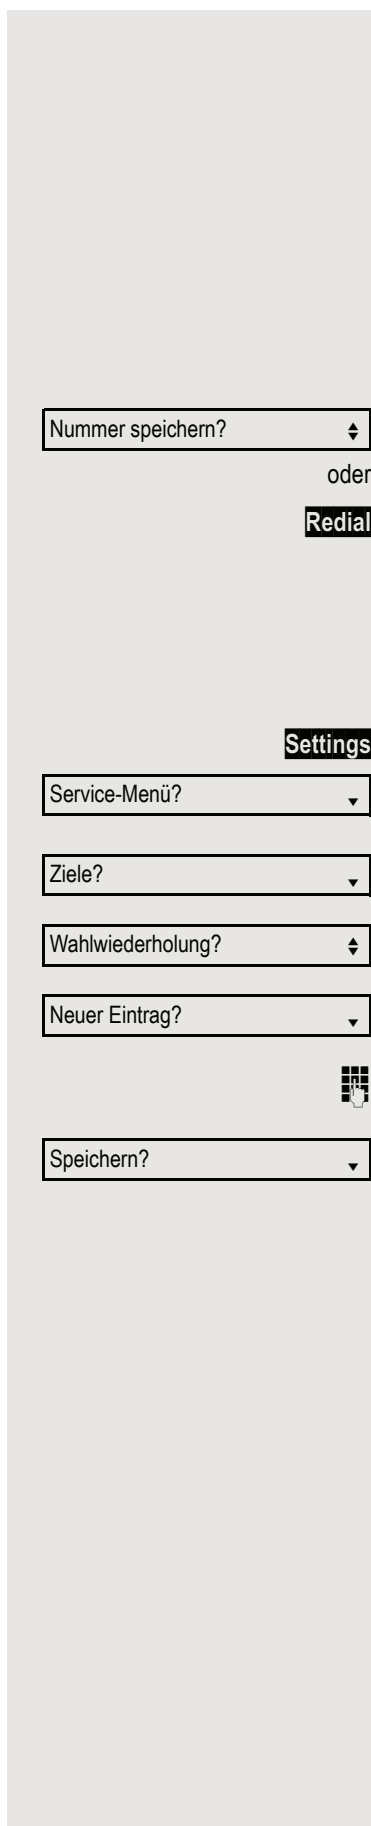 Nummer speichern?
oder
Redial
Settings
Service-Menü?
Ziele?
Wahlwiederholung?
Neuer Eintrag?
Speichern?